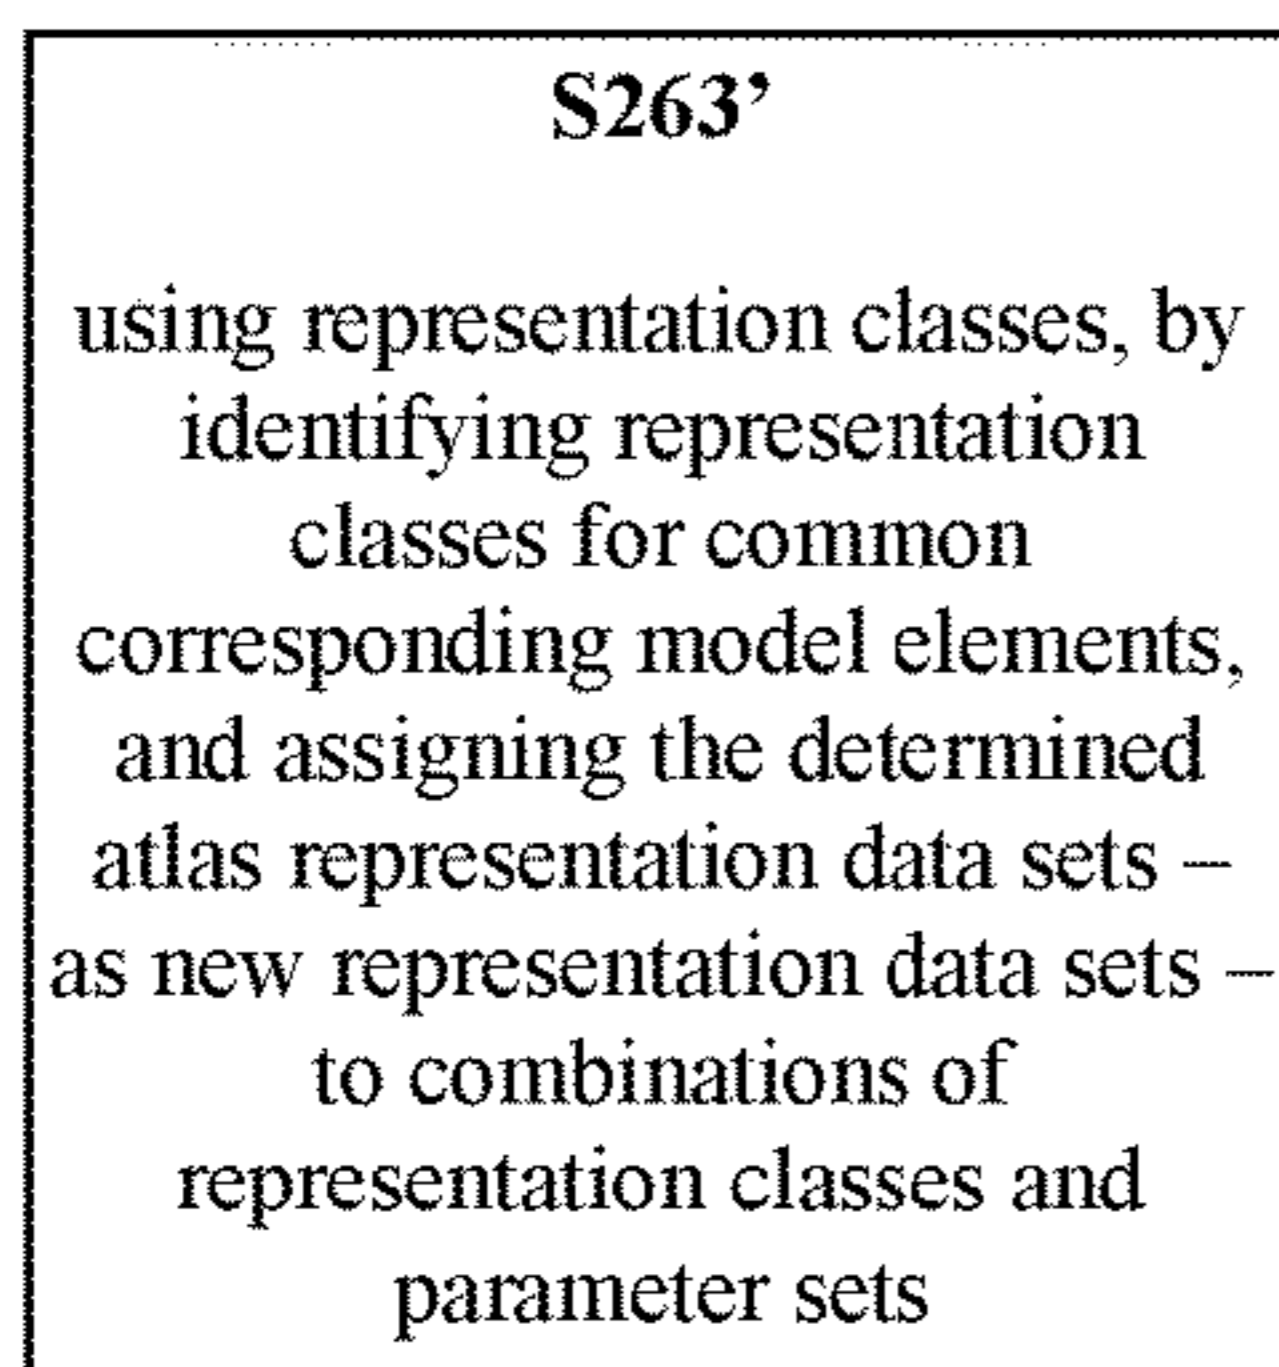 S263’
using representation classes, by
identifying representation
classes for common
corresponding model elements,
and assigning the determined
atlas representation data sets –
as new representation data sets –
to combinations of
representation classes and
parameter sets